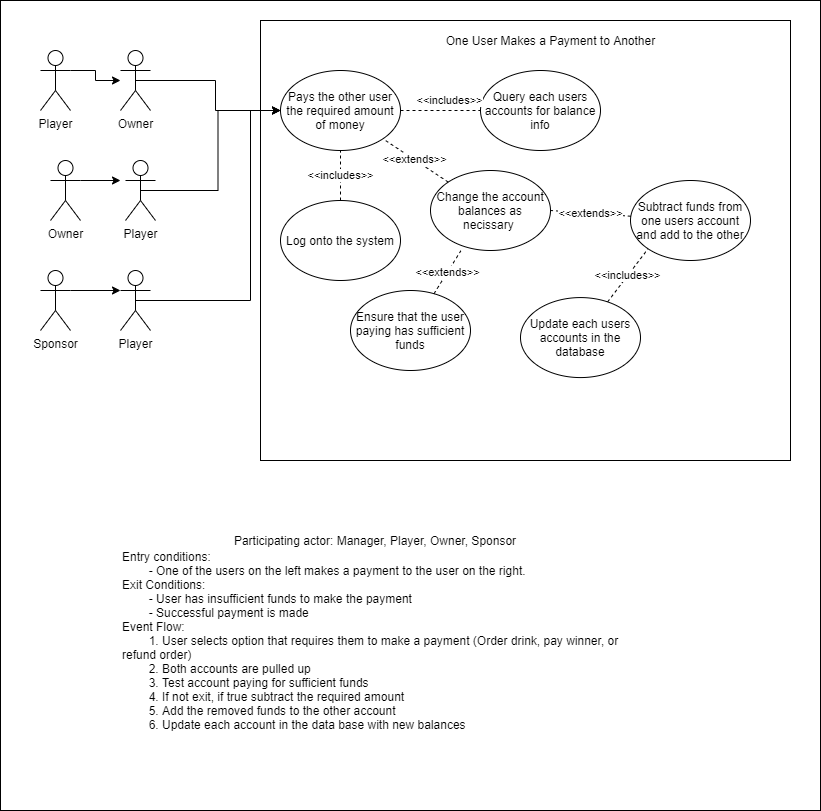 One User Makes a Payment to Another
Player
Owner
Pays the other user
the required amount
of money
<<includes>>
Query each users
accounts for balance
info
<<extends>>
<<includes>>
Owner
Player
Change the account
balances as
necissary
<<extends>>
Subtract funds from
one users account
and add to the other
Log onto the system
<<extends>>
<<includes>>
Sponsor
Player
Ensure that the user
paying has sufficient
funds
Update each users
accounts in the
database
Participating actor: Manager, Player, Owner, Sponsor
Entry conditions:
- One of the users on the left makes a payment to the user on the right.
Exit Conditions:
- User has insufficient funds to make the payment
- Successful payment is made
Event Flow:
1. User selects option that requires them to make a payment (Order drink, pay winner, or
refund order)
2. Both accounts are pulled up
3. Test account paying for sufficient funds
4. If not exit, if true subtract the required amount
5. Add the removed funds to the other account
6. Update each account in the data base with new balances